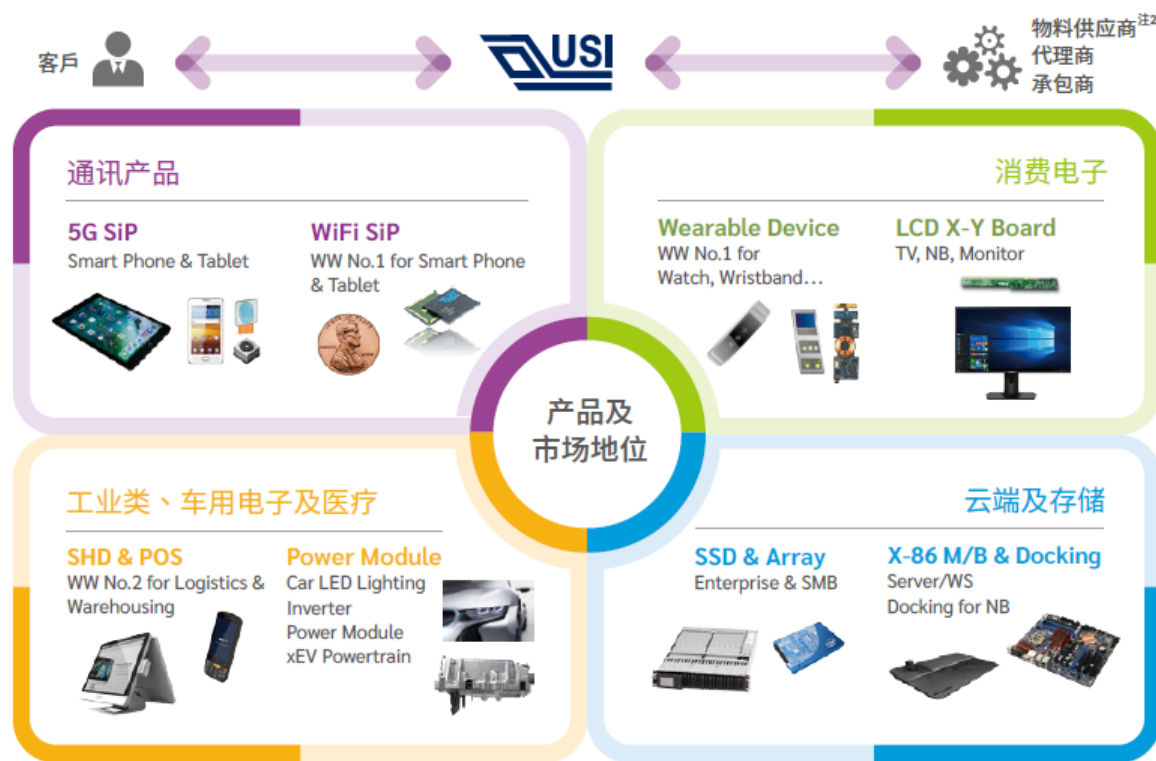 客戶
USI
物料供应商注2
代理商
承包商
通讯产品
5G SiP
Smart Phone & Tablet
WiFi SiP
WW No.1 for Smart Phone
& Tablet
消费电子
Wearable Device
WW No.1 for
Watch, Wristband...
LCD X-Y Board
TV, NB, Monitor
产品及
市场地位
工业类、车用电子及医疗
SHD & POS
WW No.2 for Logistics &
Warehousing
Power Module
Car LED Lighting
Inverter
Power Module
xEV Powertrain
云端及存储
SSD & Array
Enterprise & SMB
X-86 M/B & Docking
Server/WS
Docking for NB